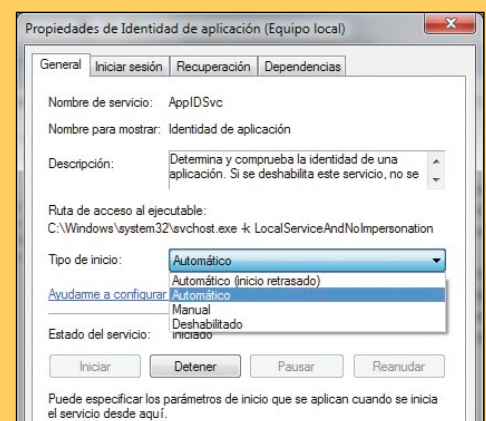 Propiedades de Identidad de aplicación (Equipo local)
General Iniciar sesión Recuperación Dependencias
Nombre de servicio: AppIDSvc
Nombre para mostrar: Identidad de aplicación
Descripción: Determina y comprueba la identidad de una
aplicación. Si se deshabilita este servicio, no se
Ruta de acceso al ejecutable:
C:\Windows\system32\svchost.exe -k LocalServiceAndNoImpersonation
Tipo de inicio: Automático
Automático (inicio retrasado)
Ayudarme a configurar Automático
Manual
Deshabilitado
Estado del servicio: Iniciado
Iniciar Detener Pausar Reanudar
Puede especificar los parámetros de inicio que se aplican cuando se inicia
el servicio desde aquí.